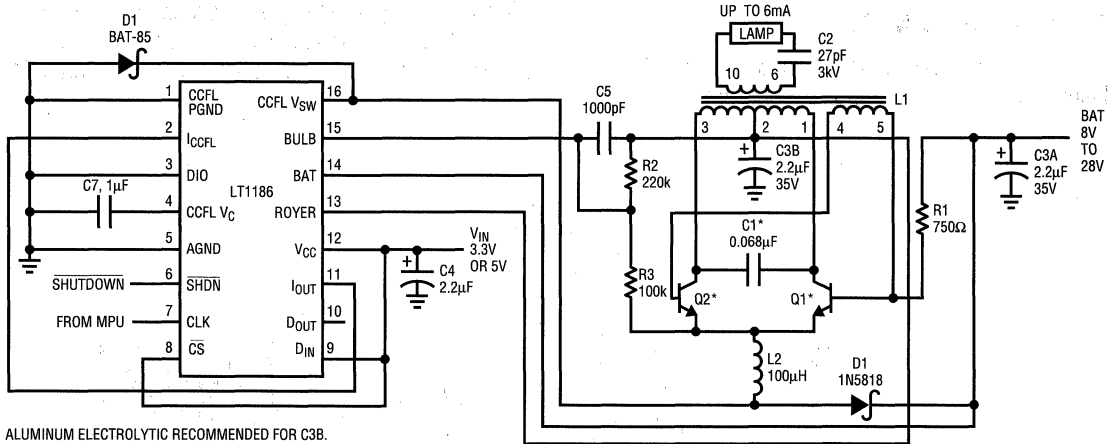 D1
BAT-85
UP TO 6mA
LAMP
C2
27pF
3kV
10
6
C5
1000pF
L1
3
2
1
4
5
BAT
8V
TO
28V
C3A
2.2µF
35V
+
C3B
2.2µF
35V
+
R2
220k
R1
750Ω
C1*
0.068µF
R3
100k
Q2*
Q1*
L2
100µH
D1
1N5818
1
CCFL
PGND
CCFL VSW
16
2
ICCFL
BULB
15
3
DIO
BAT
14
C7, 1µF
4
CCFL VC
LT1186
ROYER
13
5
AGND
VCC
12
VIN
3.3V
OR 5V
+
C4
2.2µF
SHUTDOWN
6
SHDN
IOUT
11
FROM MPU
7
CLK
DOUT
10
8
CS
DIN
9
ALUMINUM ELECTROLYTIC RECOMMENDED FOR C3B.